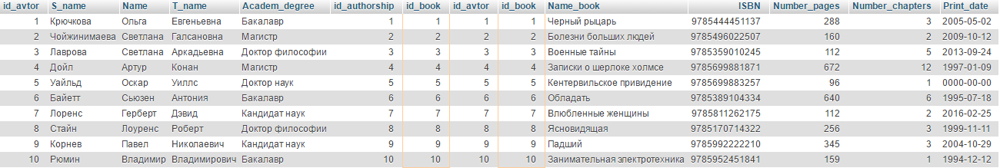 id_avtor S_name Name T_name Academ_degree id_authorship id_book id_avtor id_book Name_book ISBN Number_pages Number_chapters Print_date
1 Крючкова Ольга Евгеньевна Бакалавр 1 1 1 1 Черный рыцарь 9785444451137 288 3 2005-05-02
2 Чойжинимаева Светлана Галсановна Магистр 2 2 2 2 Болезни больших людей 9785496022507 160 2 2009-10-12
3 Лаврова Светлана Аркадьевна Доктор философии 3 3 3 3 Военные тайны 9785359010245 112 5 2013-09-24
4 Дойл Артур Конан Магистр 4 4 4 4 Записки о шерлоке холмсе 9785699881871 672 12 1997-01-09
5 Уайльд Оскар Уиллс Доктор наук 5 5 5 5 Кентервильское привидение 9785699883257 96 1 0000-00-00
6 Байетт Сьюзен Антония Бакалавр 6 6 6 6 Обладать 9785389104334 640 6 1995-07-18
7 Лоренс Герберт Дэвид Кандидат наук 7 7 7 7 Влюбленные женщины 9785811262175 112 2 2016-02-25
8 Стайн Лоуренс Роберт Доктор философии 8 8 8 8 Ясновидящая 9785170714322 256 3 1999-11-11
9 Корнев Павел Николаевич Кандидат наук 9 9 9 9 Падший 9785992222210 345 3 2004-10-29
10 Рюмин Владимир Владимирович Бакалавр 10 10 10 10 Занимательная электротехника 9785952451841 159 1 1994-12-12